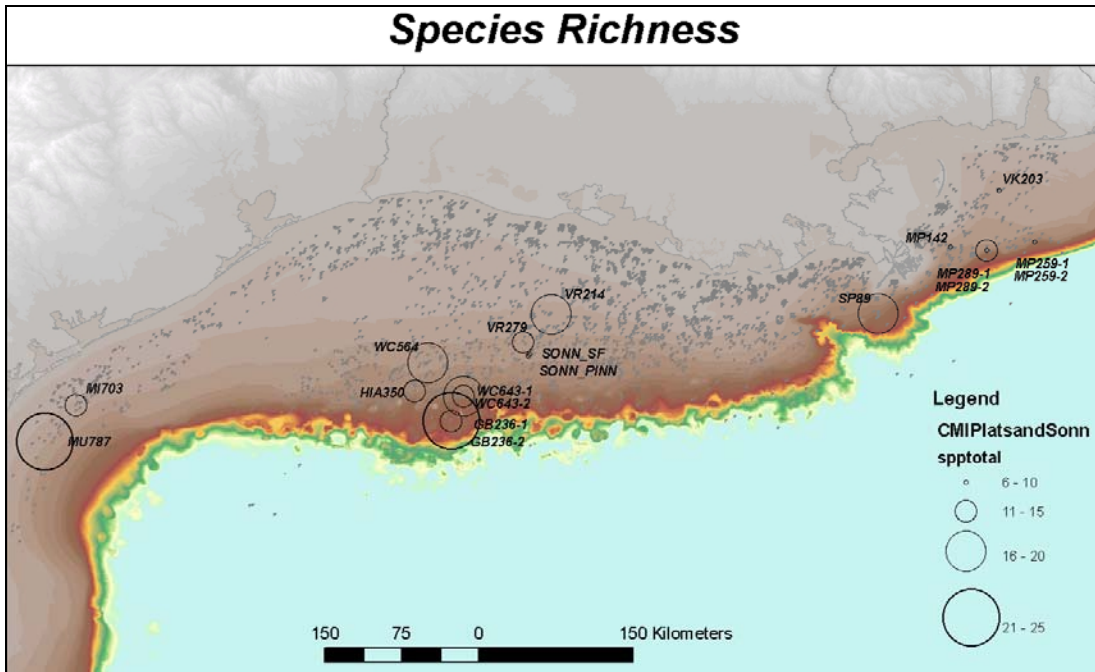 Species Richness
VK203
MP142
MP289-1
MP289-2
MP259-1
MP259-2
SP89
VR214
VR279
SONN_SF
SONN_PINN
WC564
HIA350
WC643-1
WC643-2
GB236-1
GB236-2
MI703
MU787
Legend
CMIPlatsandSonn
spptotal
6 - 10
11 - 15
16 - 20
21 - 25
150 75 0 150 Kilometers